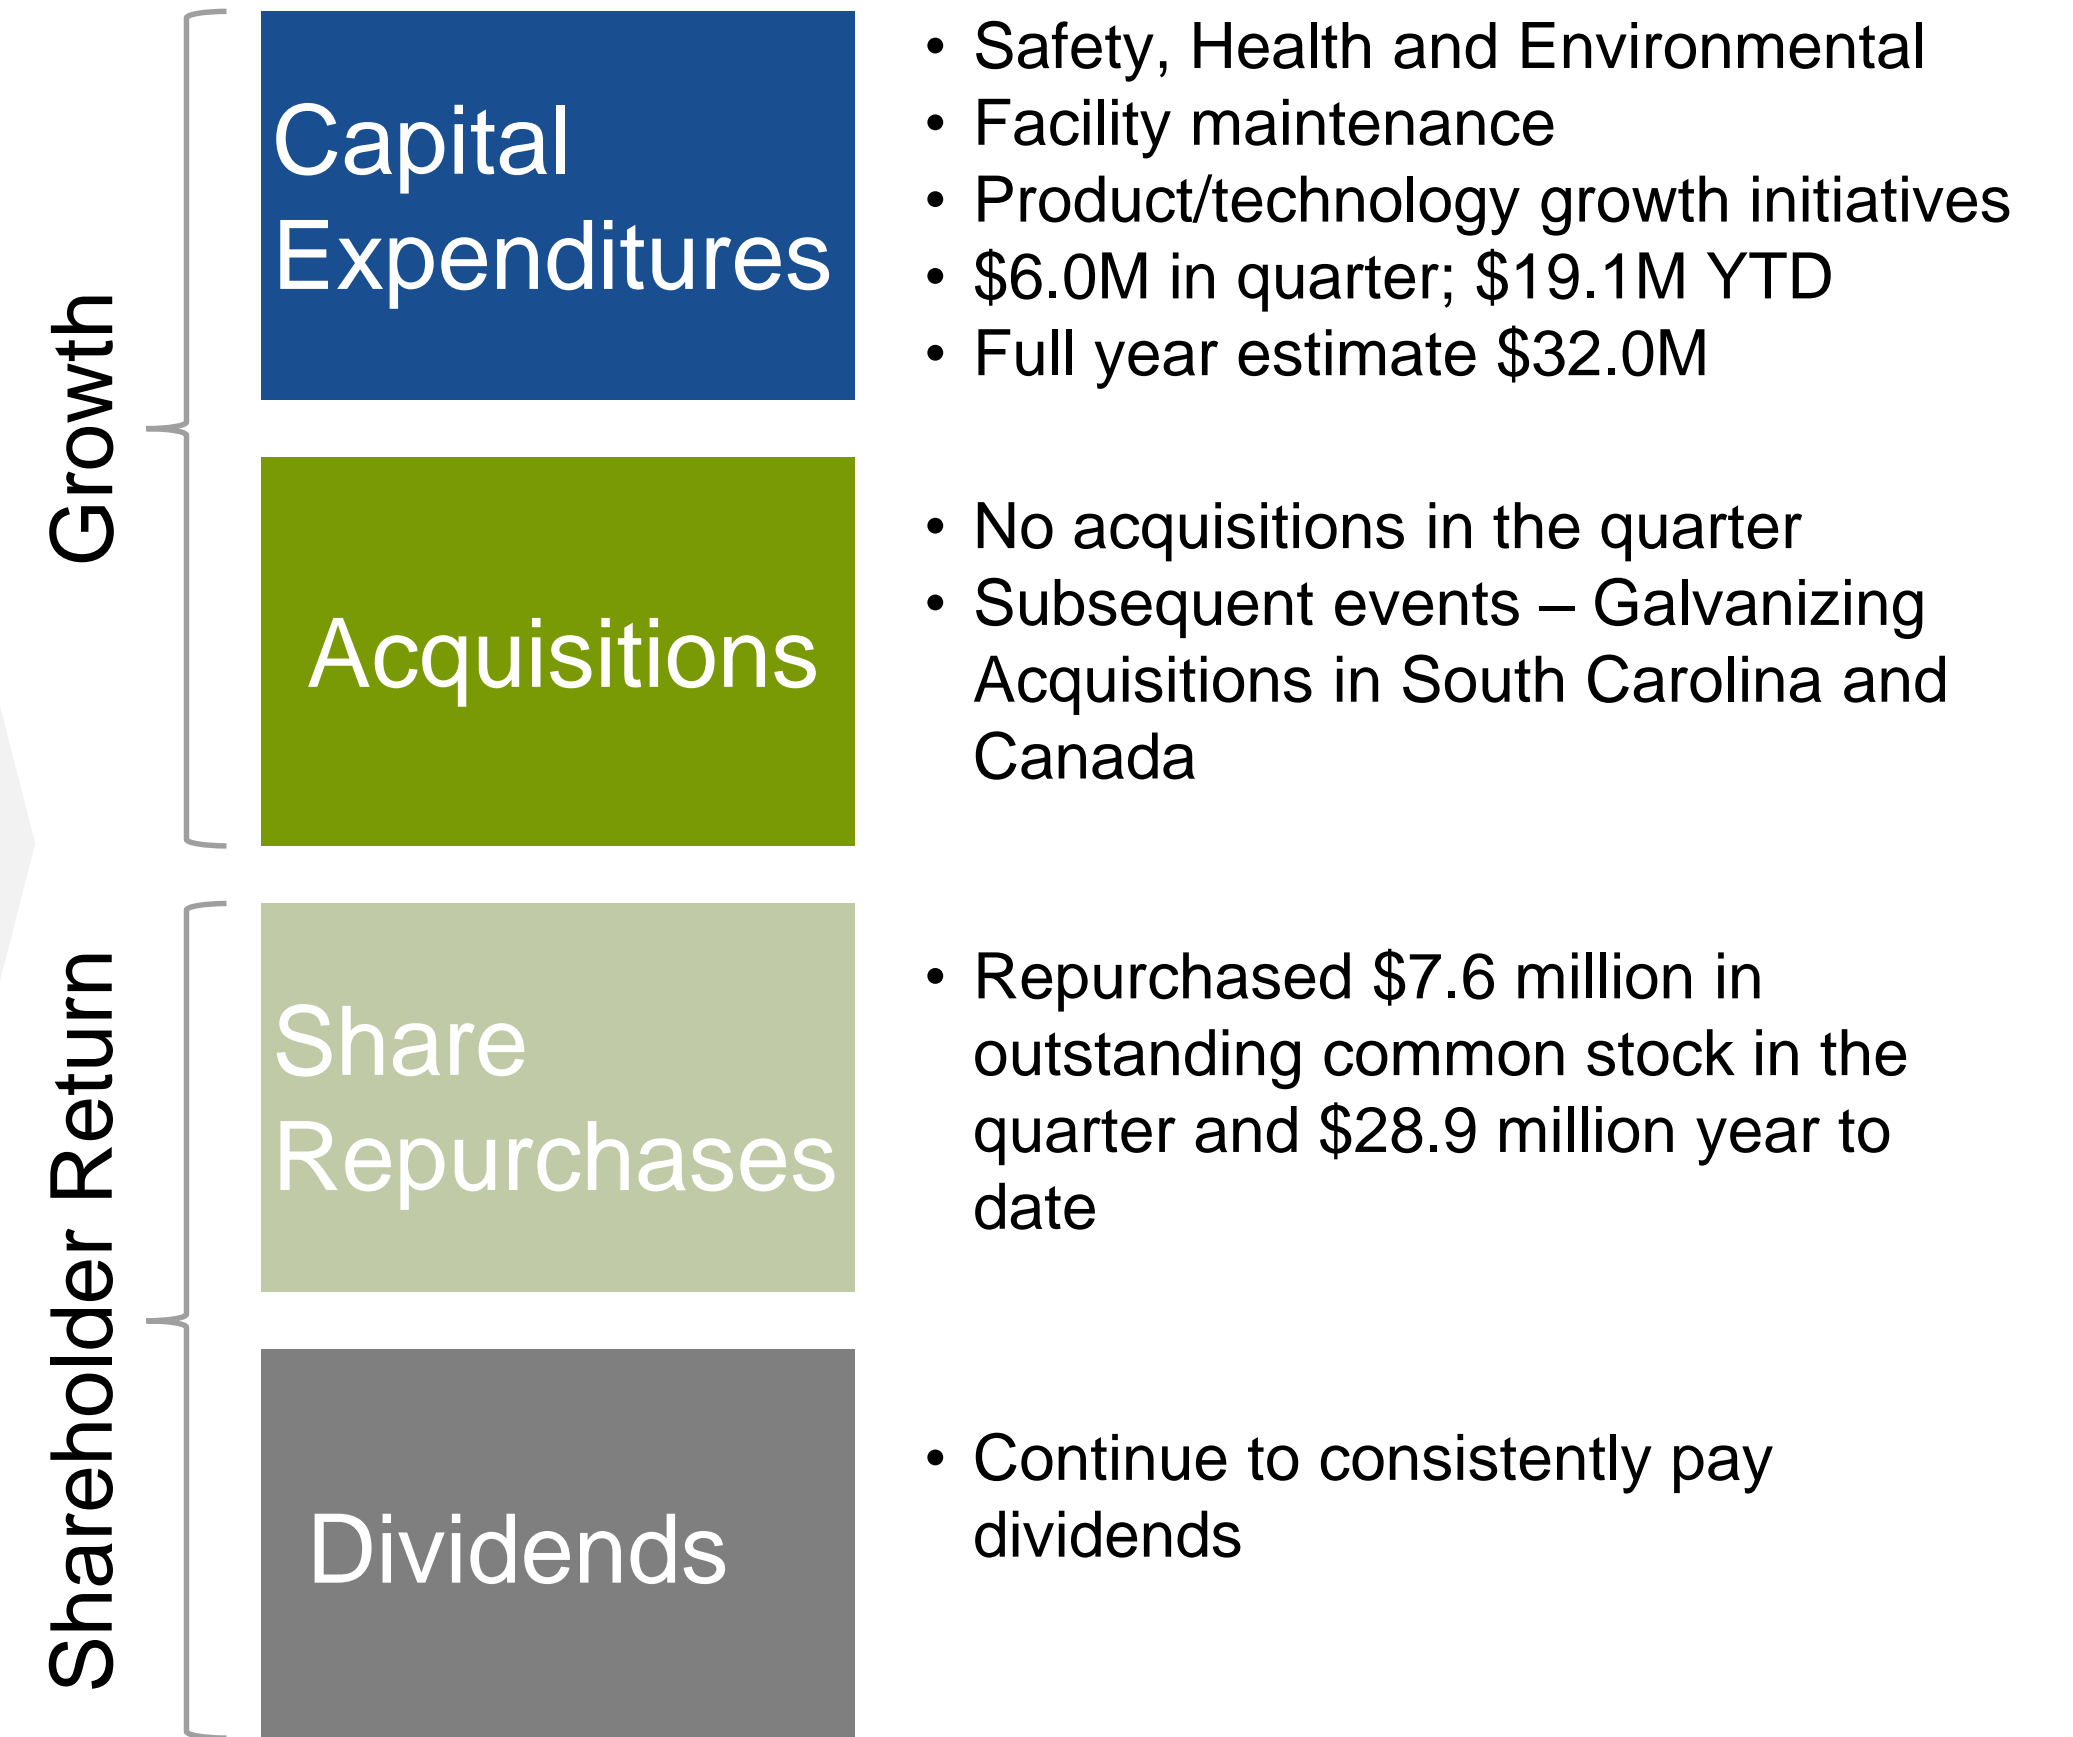 Growth
Capital
Expenditures
• Safety, Health and Environmental
• Facility maintenance
• Product/technology growth initiatives
• $6.0M in quarter; $19.1M YTD
• Full year estimate $32.0M
Acquisitions
• No acquisitions in the quarter
• Subsequent events – Galvanizing
Acquisitions in South Carolina and
Canada
Shareholder Return
Share
Repurchases
• Repurchased $7.6 million in
outstanding common stock in the
quarter and $28.9 million year to
date
Dividends
• Continue to consistently pay
dividends